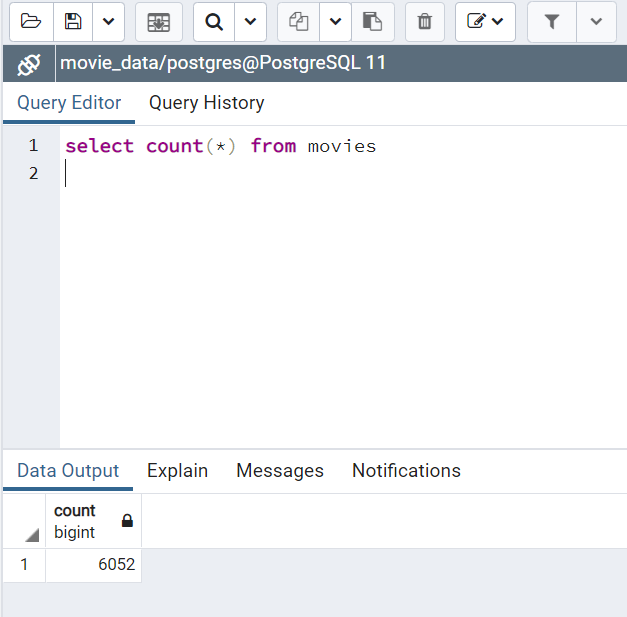 movie_data/postgres@PostgreSQL 11
Query Editor Query History
1 select count(*) from movies
2
Data Output Explain Messages Notifications
count
bigint
1 6052